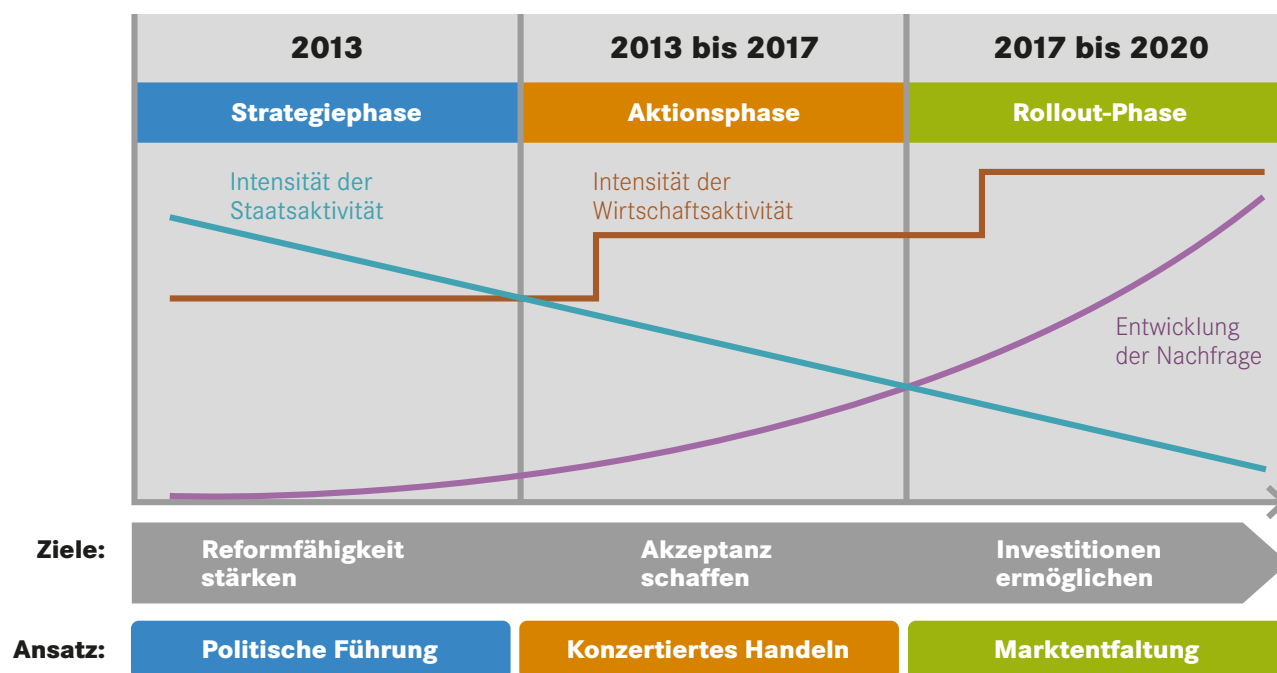 2013
2013 bis 2017
2017 bis 2020
Strategiephase
Aktionsphase
Rollout-Phase
Intensität der
Staatsaktivität
Intensität der
Wirtschaftsaktivität
Entwicklung
der Nachfrage
Ziele:
Reformfähigkeit
stärken
Akzeptanz
schaffen
Investitionen
ermöglichen
Ansatz:
Politische Führung
Konzertiertes Handeln
Marktentfaltung